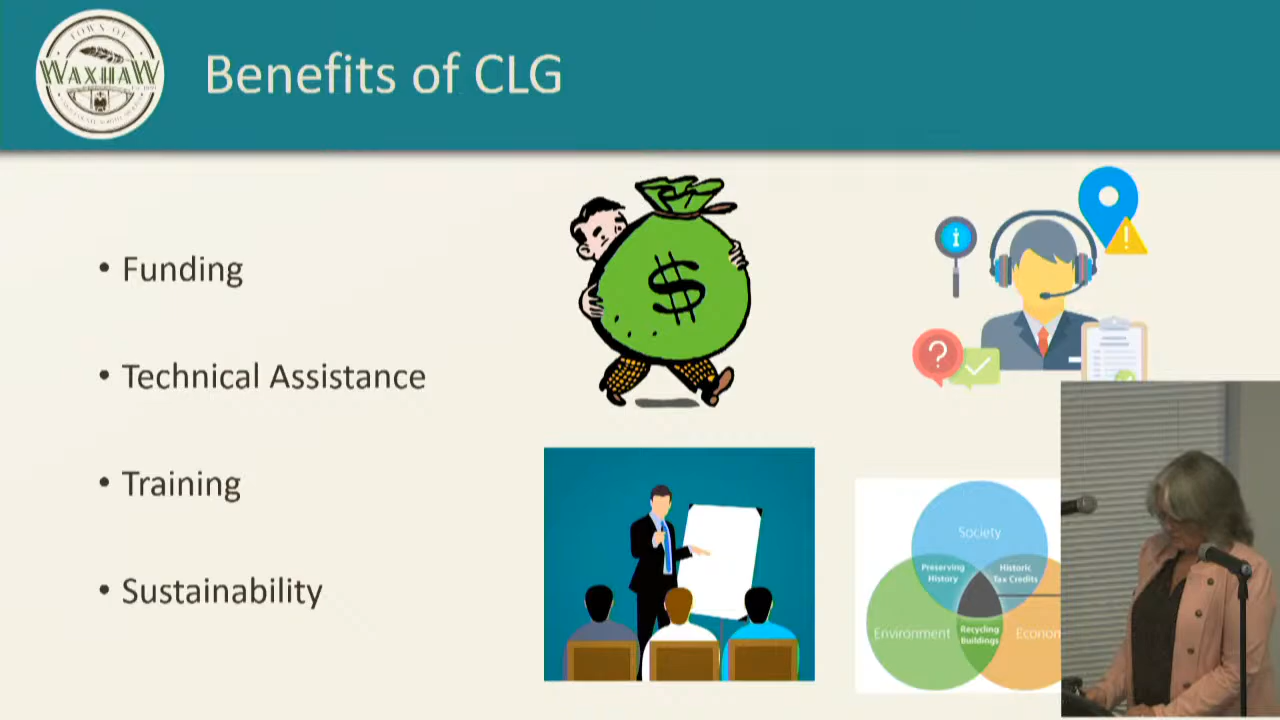 TOWN OF
WAXHAW
Benefits of CLG
• Funding
• Technical Assistance
• Training
• Sustainability
$
i
!
?
Society
Preserving
History
Historic
Tax Credits
Environment
Recycling
Buildings
Econom